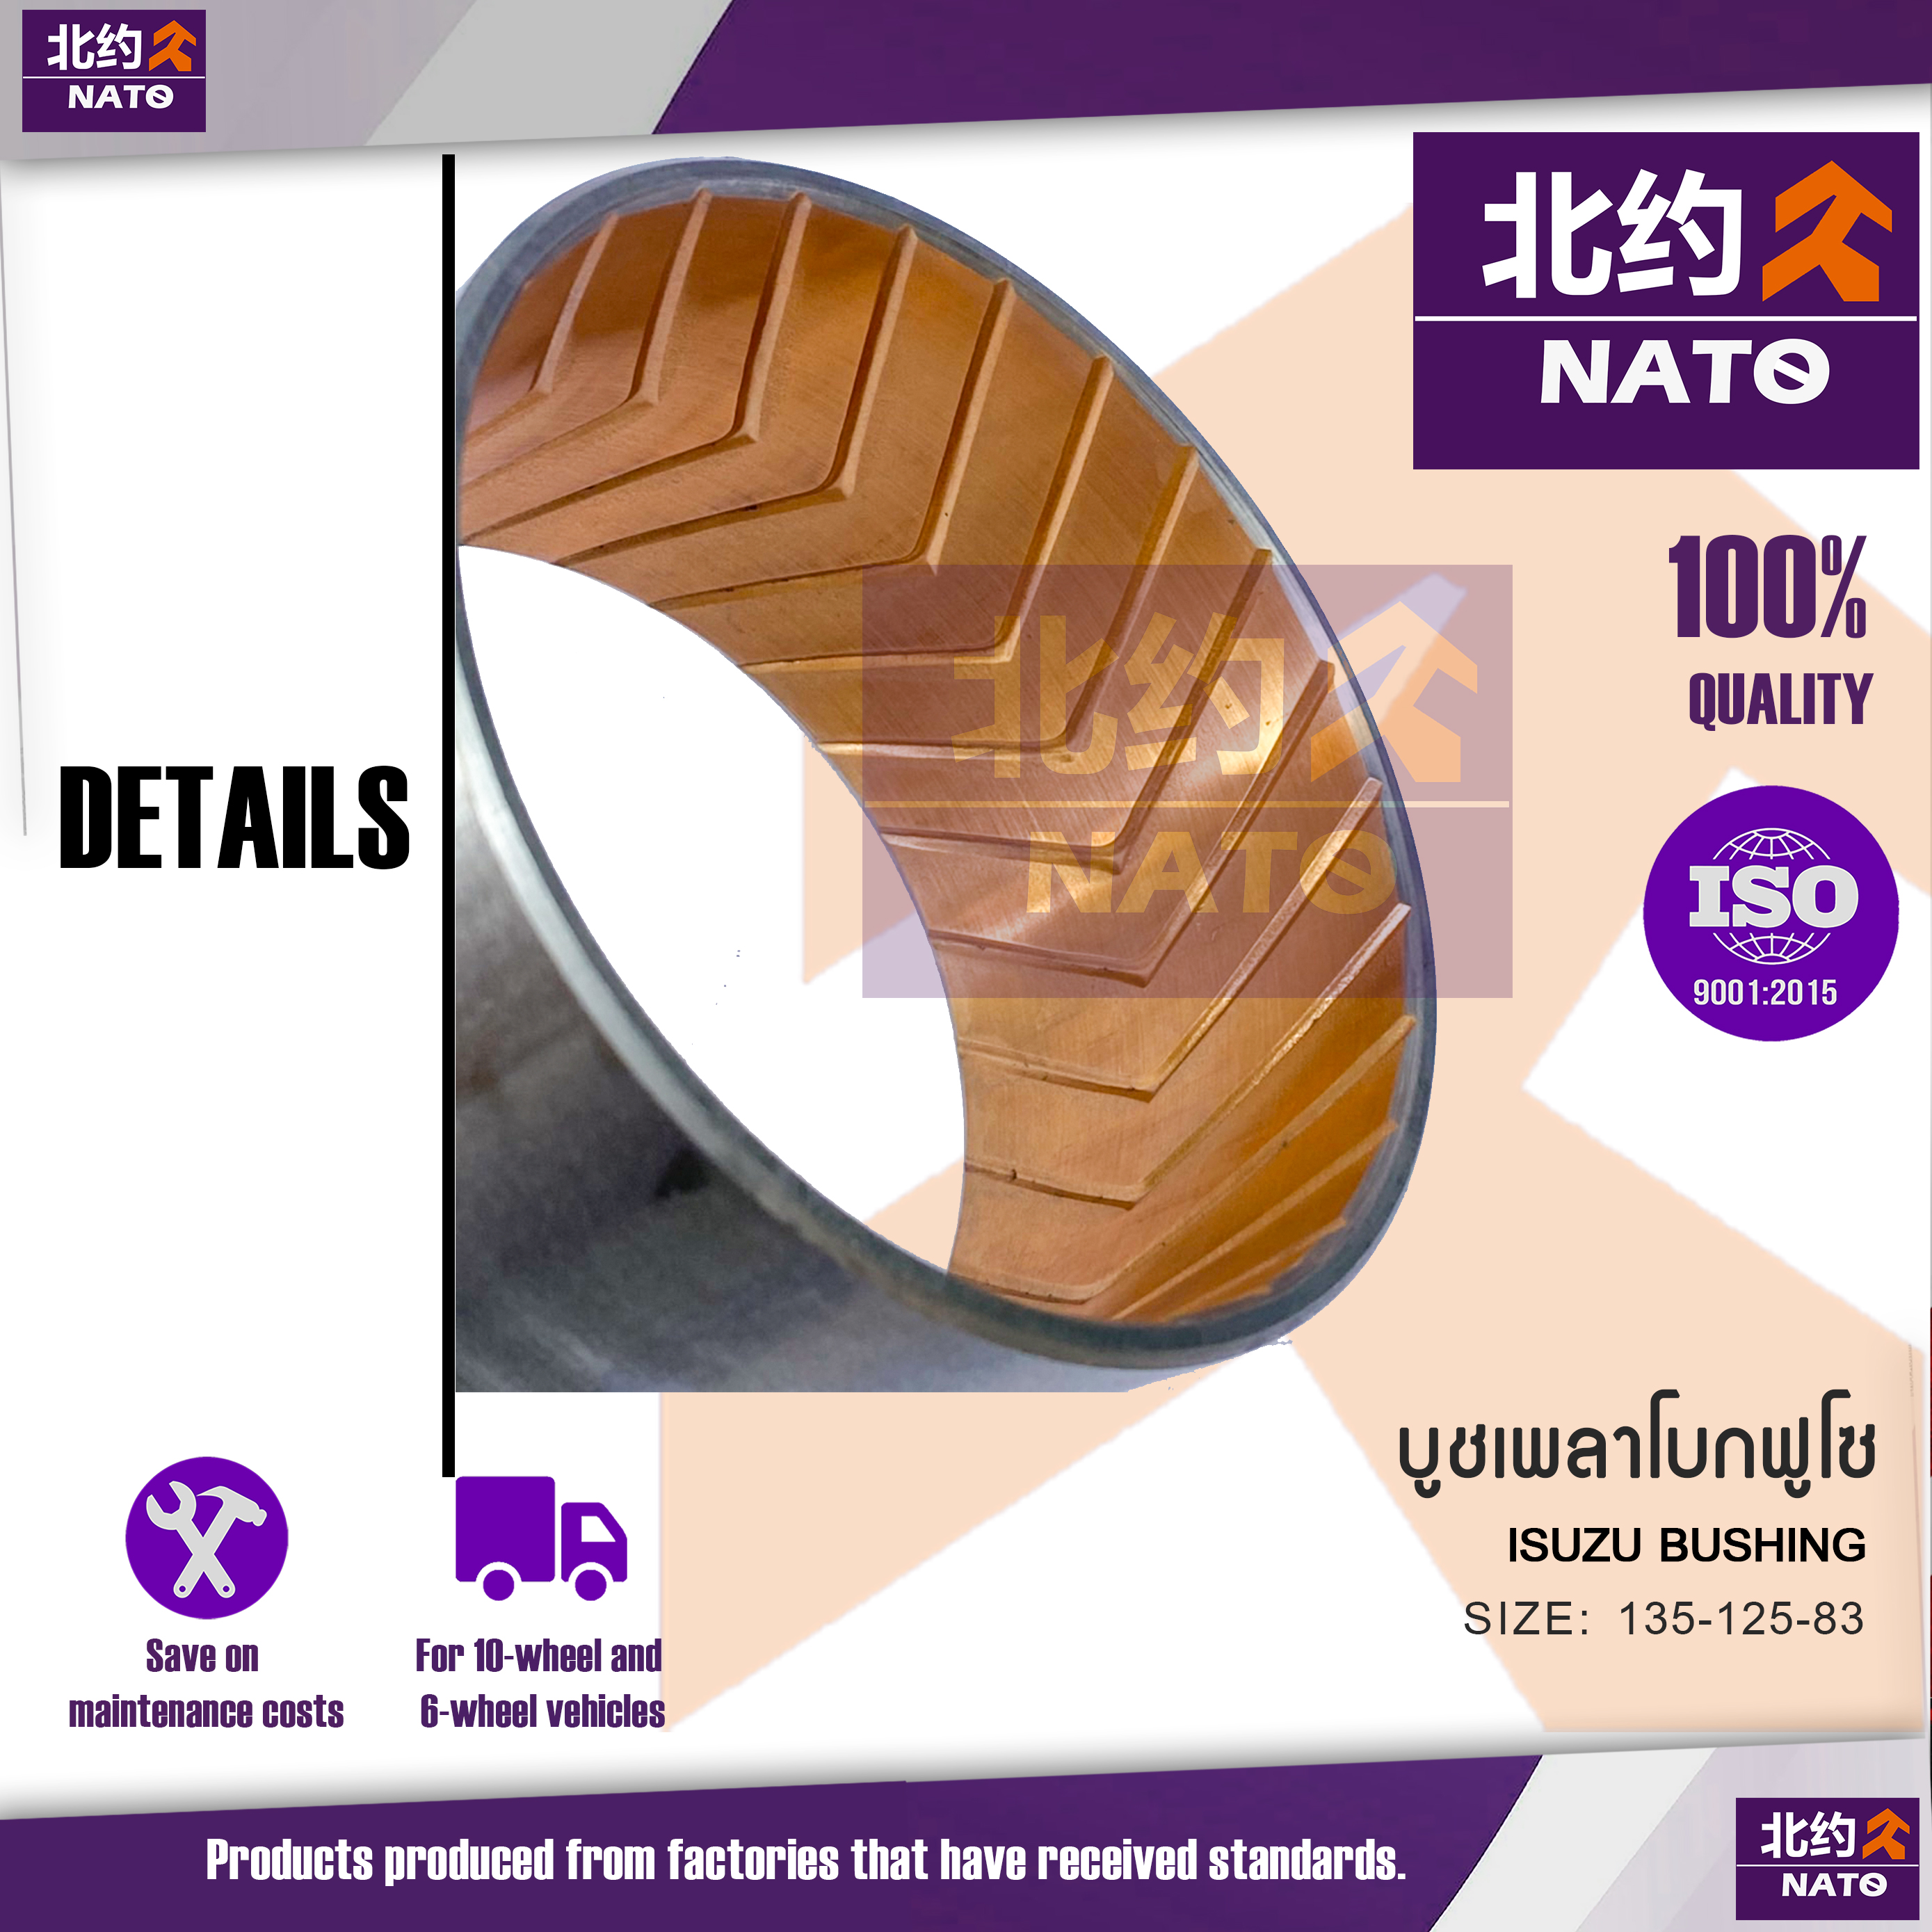 北约
NATO
北约
NATO
100%
QUALITY
北约
NATO
DETAILS
ISO
9001:2015
บูชเพลาโบกฟูโซ
ISUZU BUSHING
SIZE: 135-125-83
Save on
maintenance costs
For 10-wheel and
6-wheel vehicles
Products produced from factories that have received standards.
北约
NATO